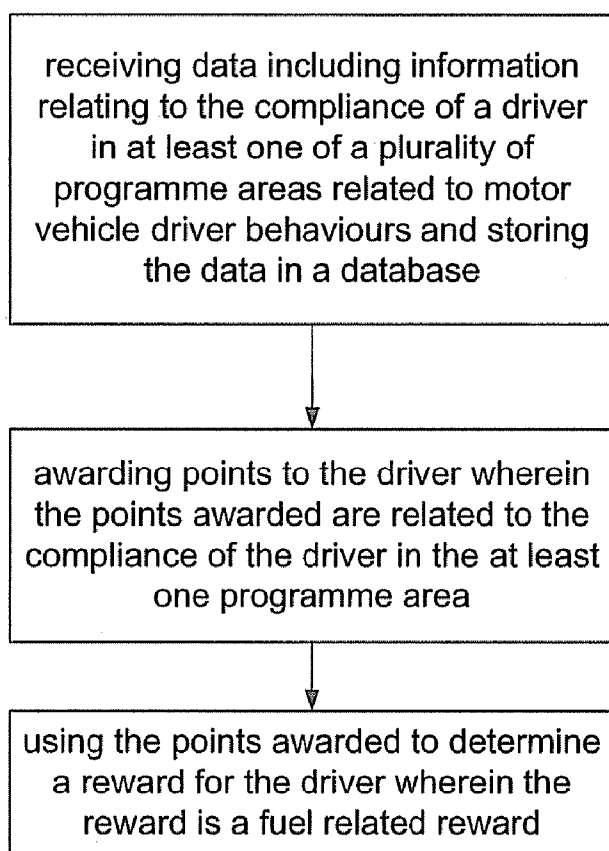 receiving data including information
relating to the compliance of a driver
in at least one of a plurality of
programme areas related to motor
vehicle driver behaviours and storing
the data in a database
awarding points to the driver wherein
the points awarded are related to the
compliance of the driver in the at least
one programme area
using the points awarded to determine
a reward for the driver wherein the
reward is a fuel related reward